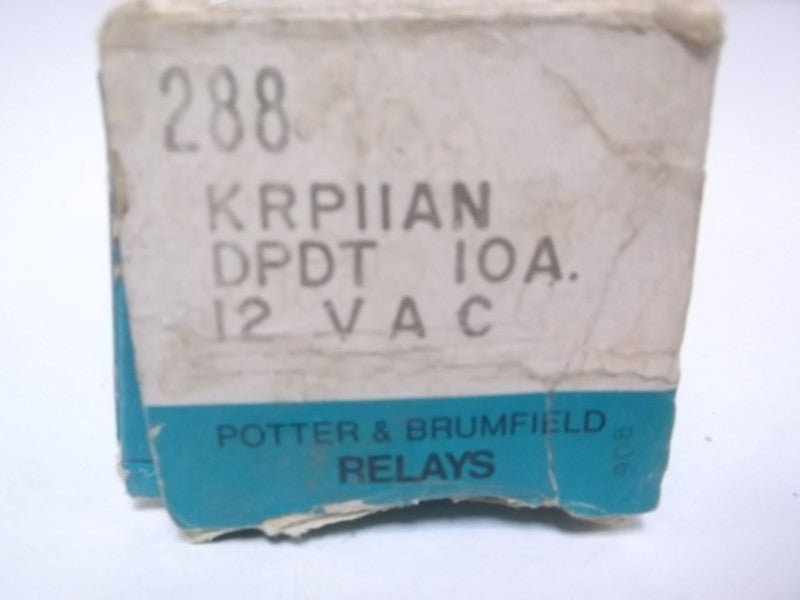 288
KRP11AN
DPDT 10A.
12 VAC
POTTER & BRUMFIELD
RELAYS